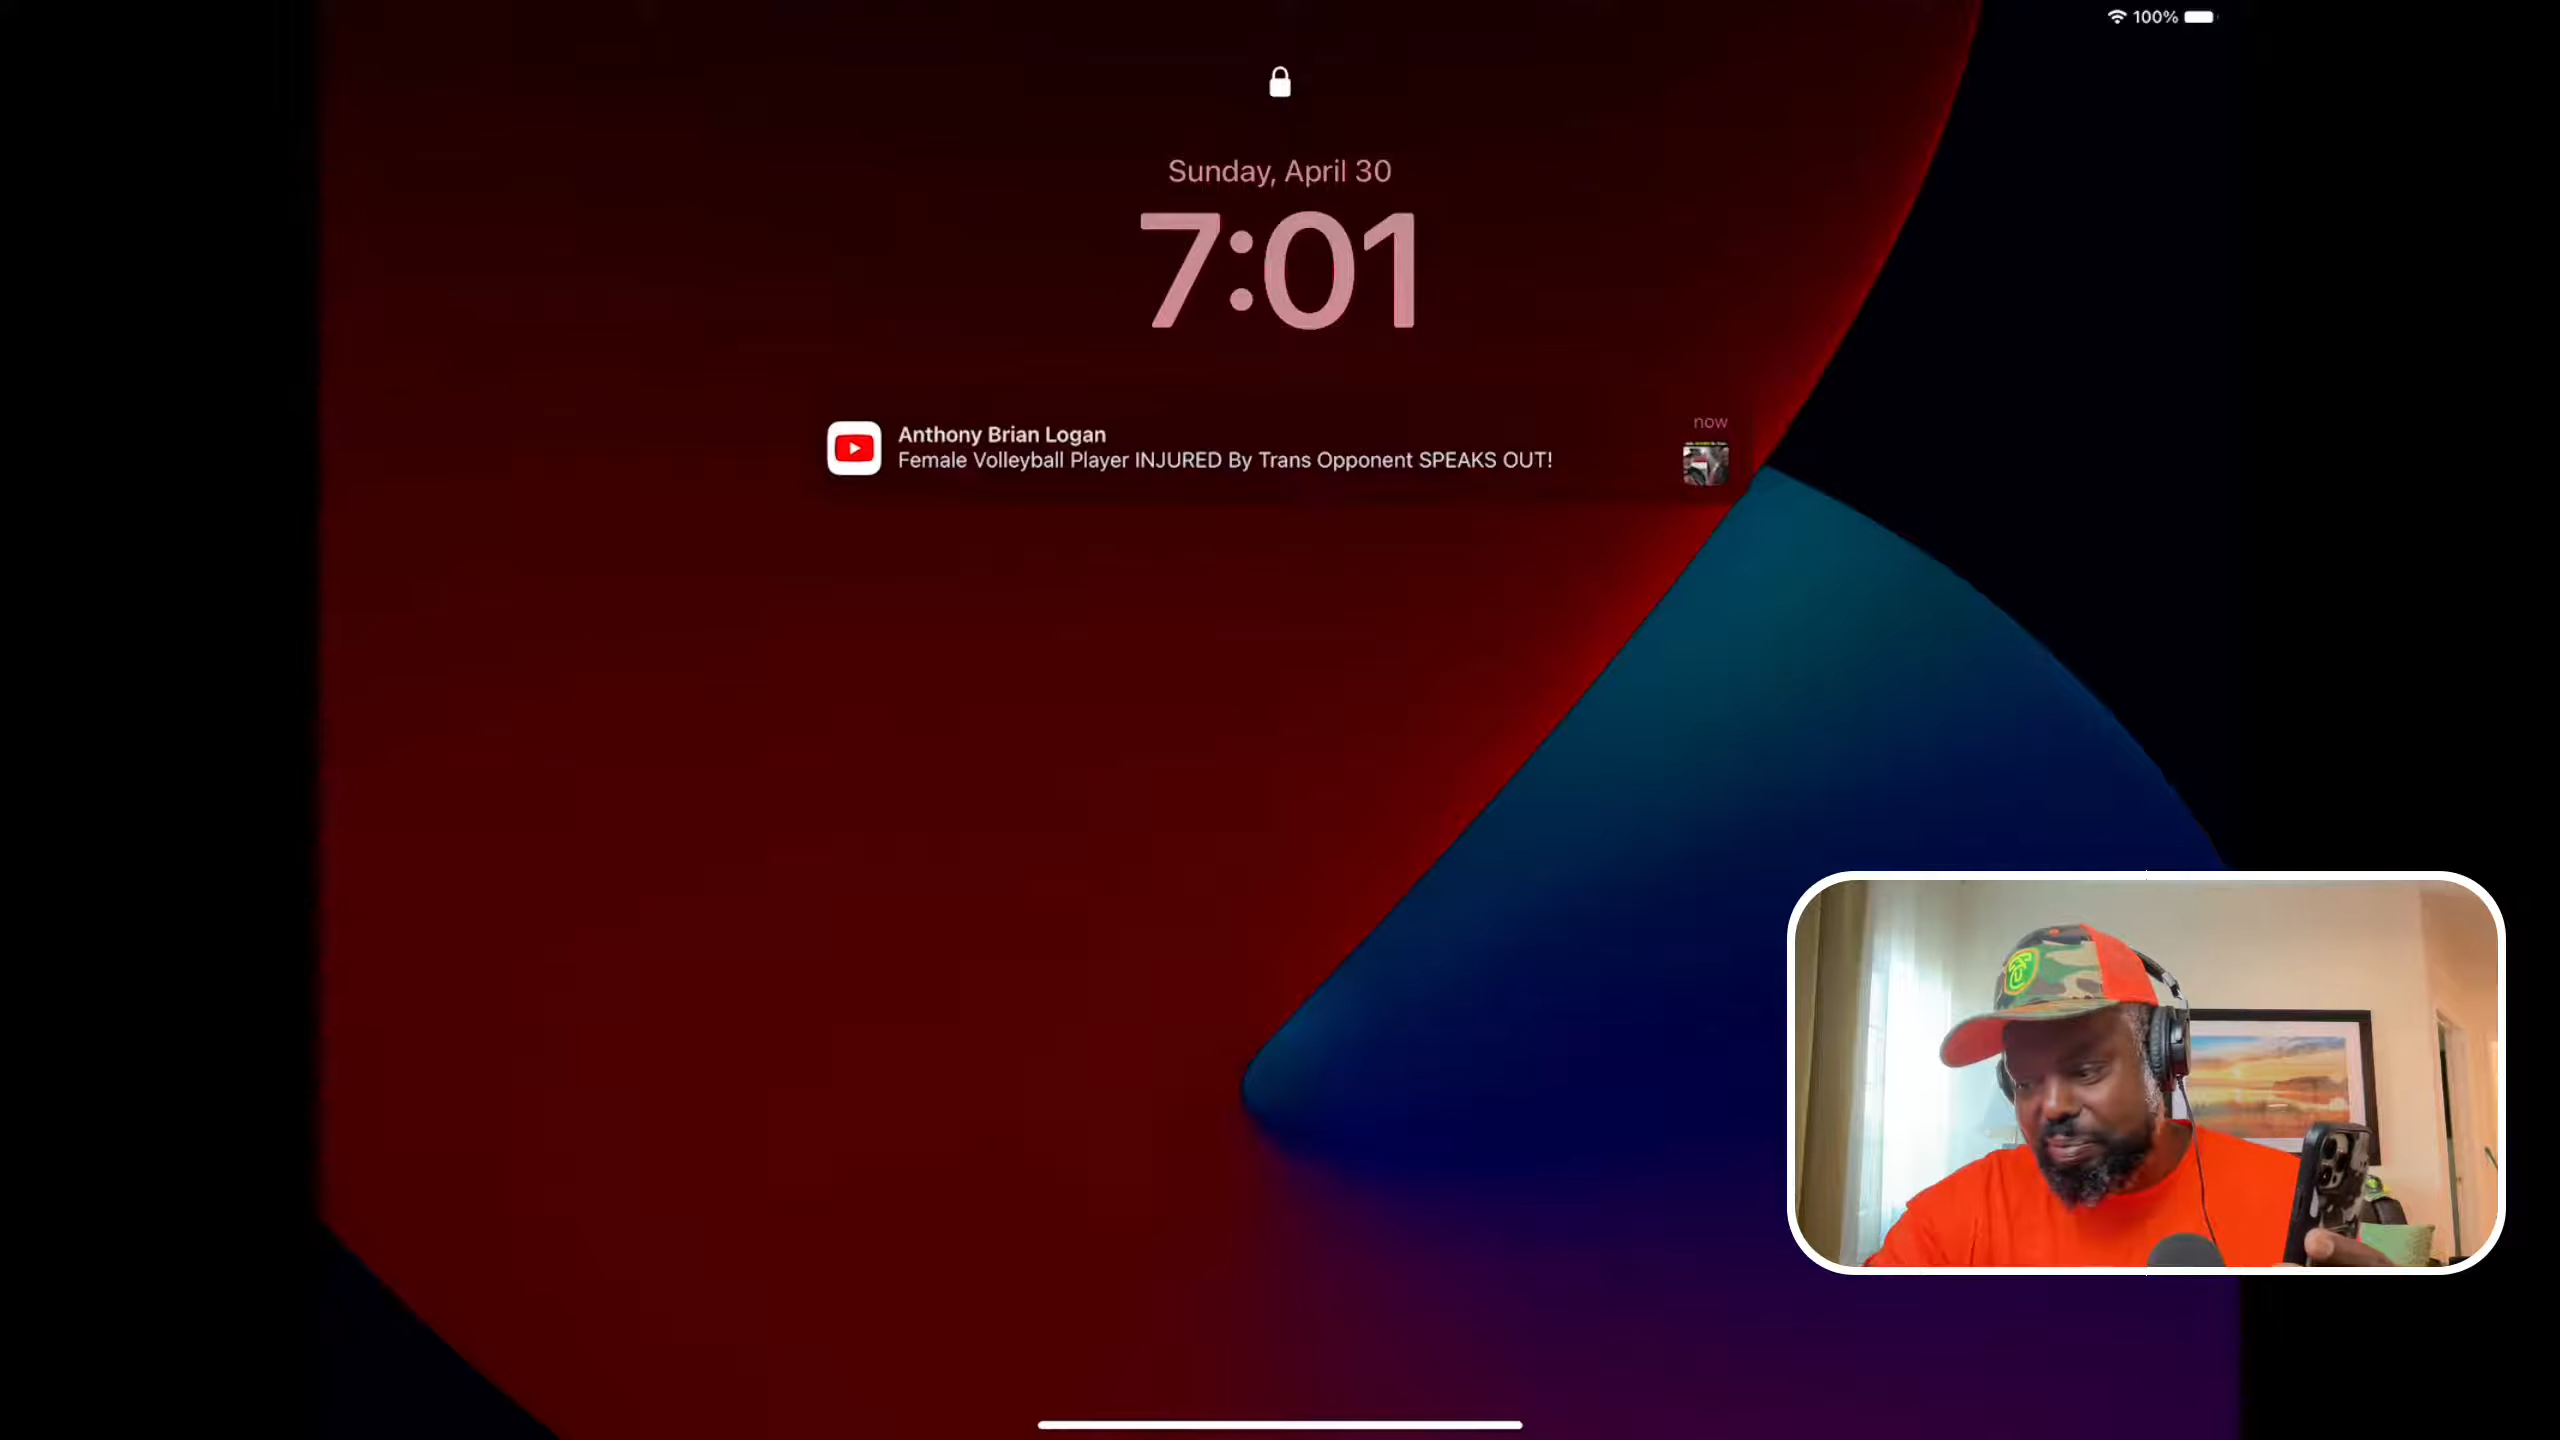 100%
Sunday, April 30
7:01
now
Anthony Brian Logan
Female Volleyball Player INJURED By Trans Opponent SPEAKS OUT!